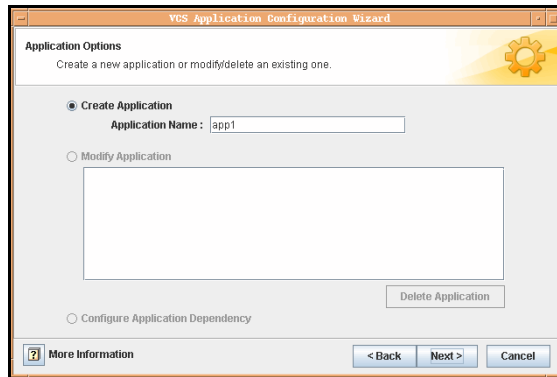 VCS Application Configuration Wizard
Application Options
Create a new application or modify/delete an existing one.
Create Application
Application Name : app1
Modify Application
Delete Application
Configure Application Dependency
? More Information
< Back Next > Cancel